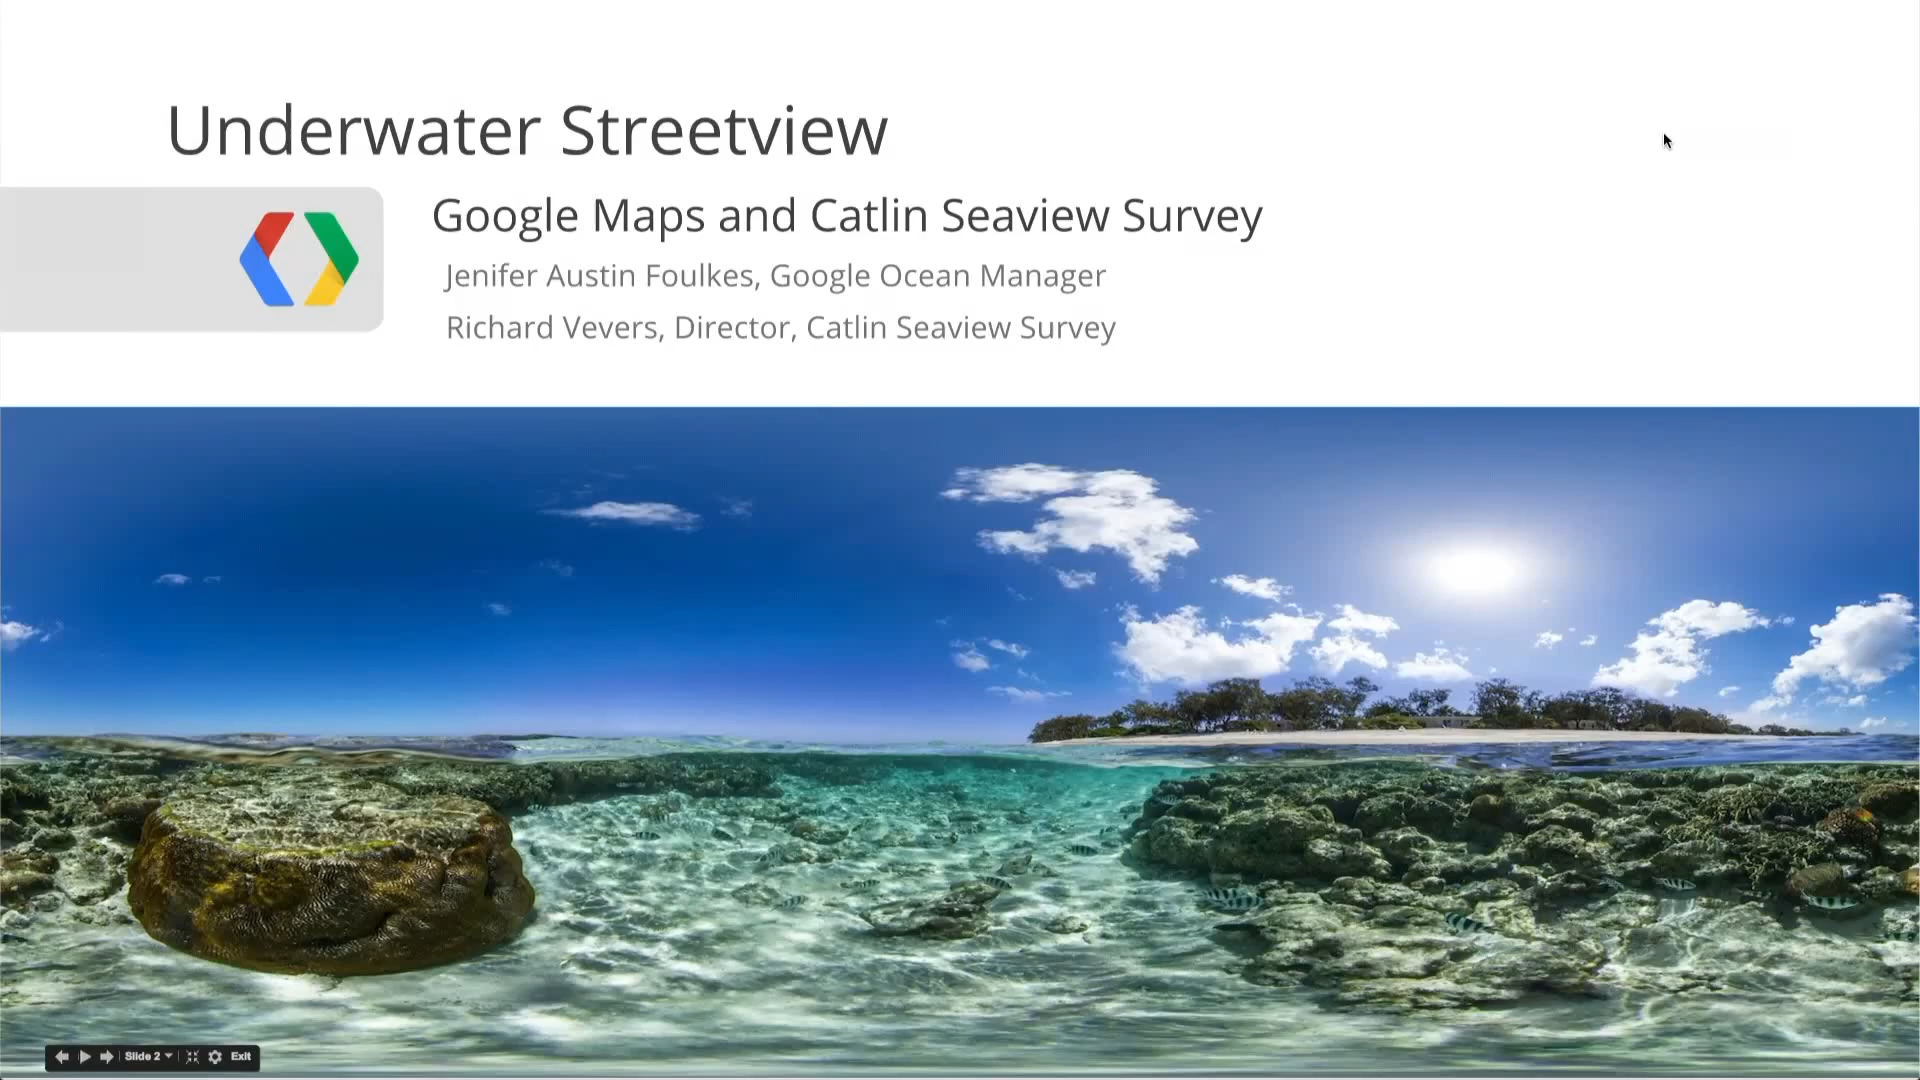 Underwater Streetview
Google Maps and Catlin Seaview Survey
Jenifer Austin Foulkes, Google Ocean Manager
Richard Vevers, Director, Catlin Seaview Survey
Slide 2
Exit